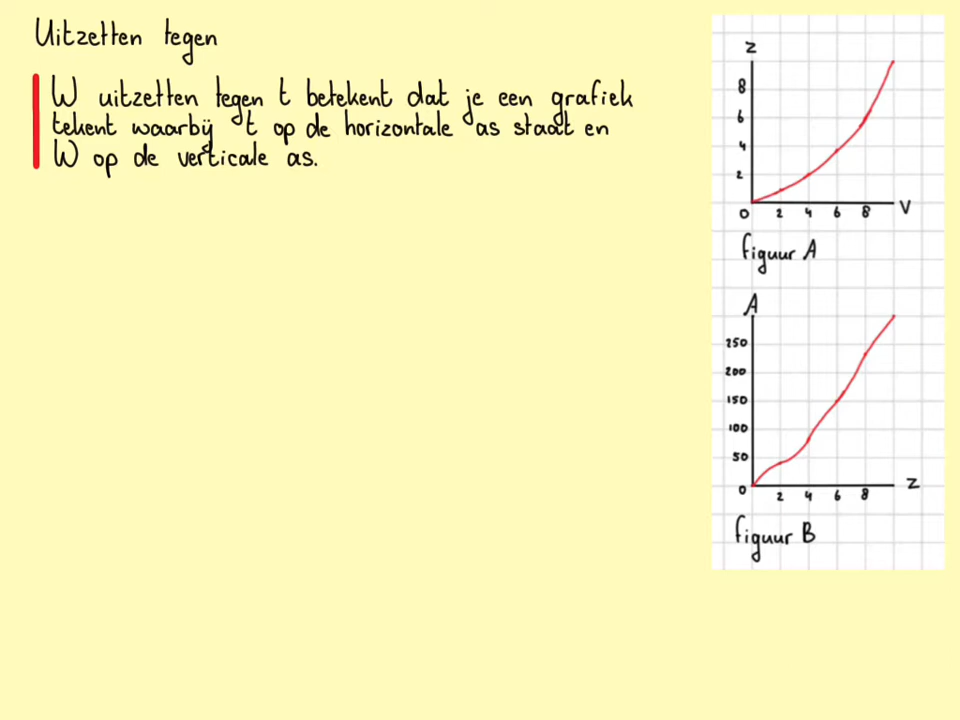 Uitzetten tegen
W uitzetten tegen t betekent dat je een grafiek
tekent waarbij t op de horizontale as staat en
W op de verticale as.
Z
8
6
4
2
0 2 4 6 8 V
figuur A
A
250
200
150
100
50
0 2 4 6 8 Z
figuur B